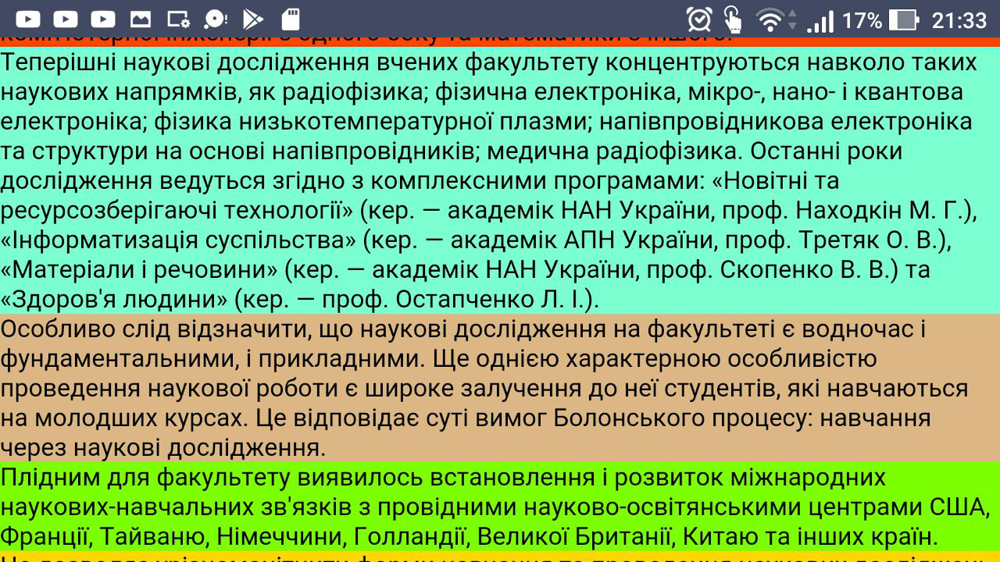 17% 21:33
та математики з іншого.
Теперішні наукові дослідження вчених факультету концентруються навколо таких
наукових напрямків, як радіофізика; фізична електроніка, мікро-, нано- і квантова
електроніка; фізика низькотемпературної плазми; напівпровідникова електроніка
та структури на основі напівпровідників; медична радіофізика. Останні роки
дослідження ведуться згідно з комплексними програмами: «Новітні та
ресурсозберігаючі технології» (кер. — академік НАН України, проф. Находкін М. Г.),
«Інформатизація суспільства» (кер. — академік АПН України, проф. Третяк О. В.),
«Матеріали і речовини» (кер. — академік НАН України, проф. Скопенко В. В.) та
«Здоров'я людини» (кер. — проф. Остапченко Л. І.).
Особливо слід відзначити, що наукові дослідження на факультеті є водночас і
фундаментальними, і прикладними. Ще однією характерною особливістю
проведення наукової роботи є широке залучення до неї студентів, які навчаються
на молодших курсах. Це відповідає суті вимог Болонського процесу: навчання
через наукові дослідження.
Плідним для факультету виявилось встановлення і розвиток міжнародних
наукових-навчальних зв'язків з провідними науково-освітянськими центрами США,
Франції, Тайваню, Німеччини, Голландії, Великої Британії, Китаю та інших країн.